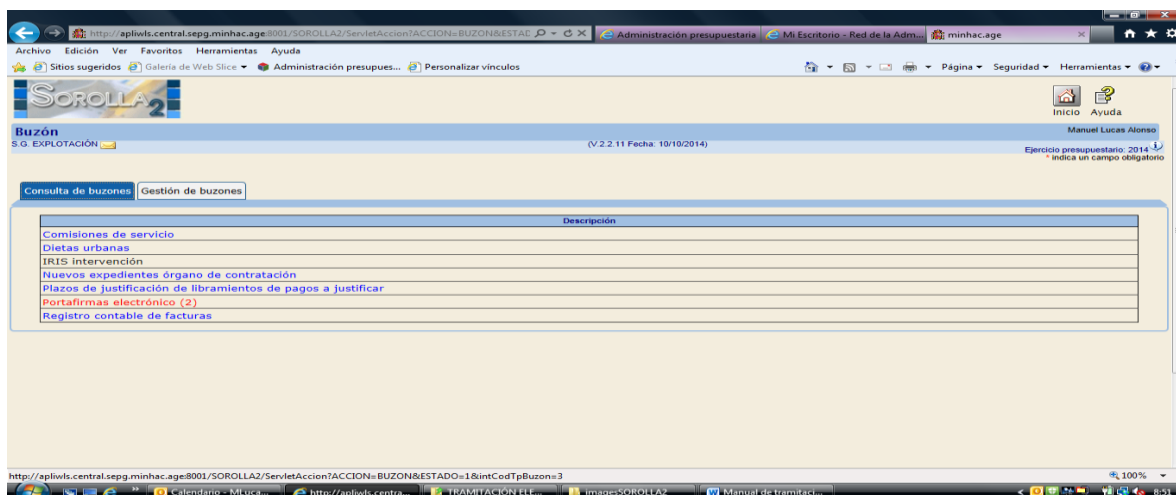 http://apliwls.central.sepg.minhac.age:8001/SOROLLA2/ServletAccion?ACCION=BUZON&ESTAD
Administración presupuestaria
Mi Escritorio - Red de la Adm...
minhac.age
Archivo Edición Ver Favoritos Herramientas Ayuda
Sitios sugeridos Galería de Web Slice Administración presupues... Personalizar vínculos
Página Seguridad Herramientas
SOROLLA2
Inicio Ayuda
Buzón
Manuel Lucas Alonso
S.G. EXPLOTACIÓN
(V.2.2.11 Fecha: 10/10/2014)
Ejercicio presupuestario: 2014
* indica un campo obligatorio
Consulta de buzones Gestión de buzones
Descripción
Comisiones de servicio
Dietas urbanas
IRIS intervención
Nuevos expedientes órgano de contratación
Plazos de justificación de libramientos de pagos a justificar
Portafirmas electrónico (2)
Registro contable de facturas
http://apliwls.central.sepg.minhac.age:8001/SOROLLA2/ServletAccion?ACCION=BUZON&ESTADO=1&intCodTpBuzon=3
100%
Calendario - MLuca...
http://apliwls.centra...
TRAMITACIÓN ELE...
imagesSOROLLA2
Manual de tramitaci...
8:51